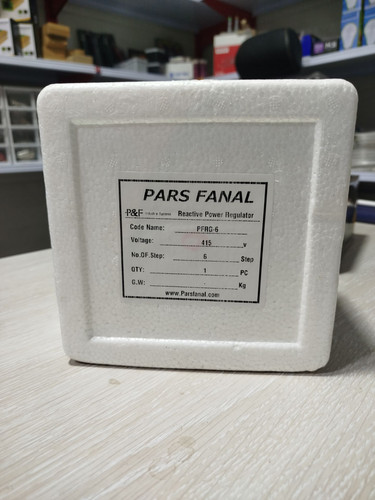 PARS FANAL
P&F Reactive Power Regulator
Code Name: PFRG-6
Voltage: 415 v
No.OF.Step: 6 Step
QTY: 1 PC
G.W: Kg
www.Parsfanal.com